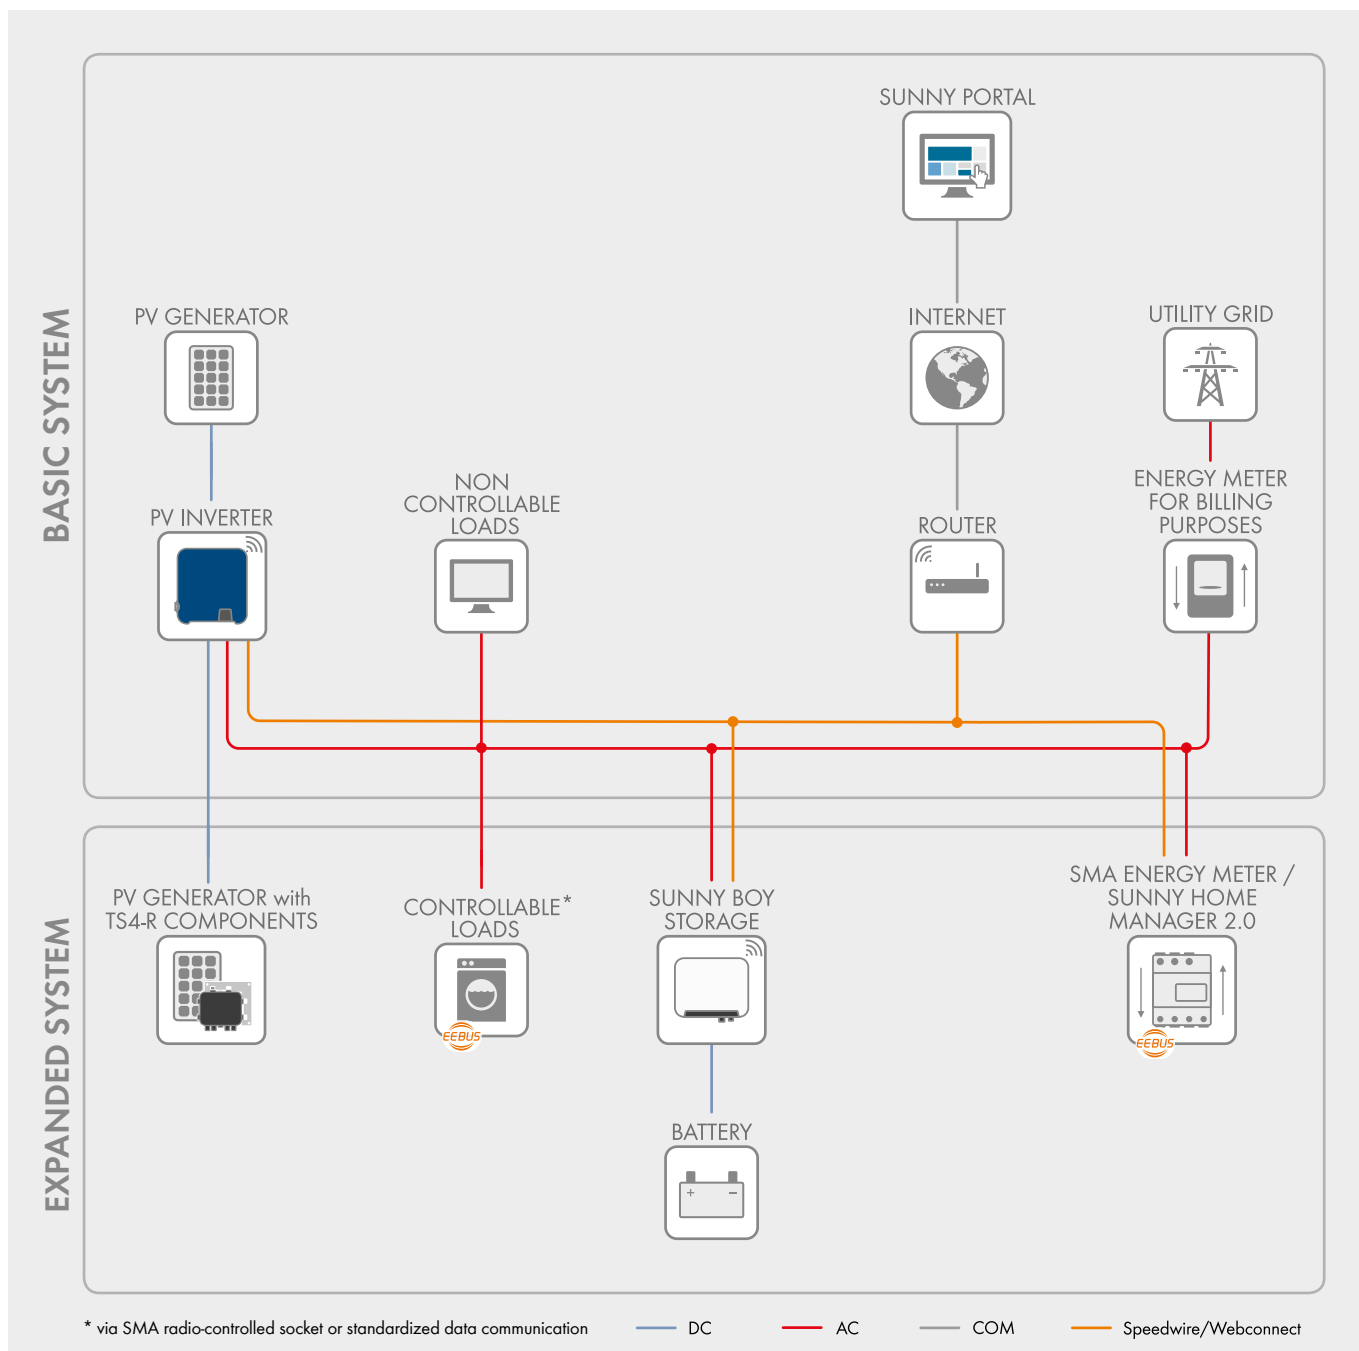 BASIC SYSTEM
SUNNY PORTAL
PV GENERATOR
INTERNET
UTILITY GRID
PV INVERTER
NON
CONTROLLABLE
LOADS
ROUTER
ENERGY METER
FOR BILLING
PURPOSES
EXPANDED SYSTEM
PV GENERATOR with
TS4-R COMPONENTS
CONTROLLABLE*
LOADS
EEBUS
SUNNY BOY
STORAGE
SMA ENERGY METER /
SUNNY HOME
MANAGER 2.0
EEBUS
BATTERY
+ −
* via SMA radio-controlled socket or standardized data communication
DC
AC
COM
Speedwire/Webconnect